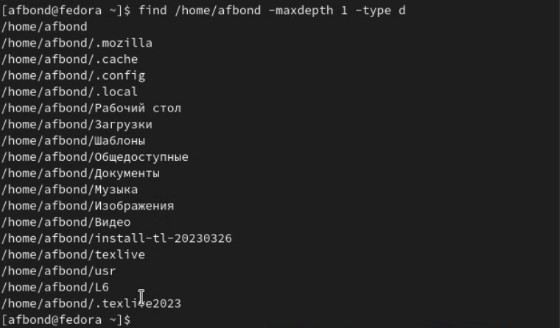 [afbond@fedora ~]$ find /home/afbond -maxdepth 1 -type d
/home/afbond
/home/afbond/.mozilla
/home/afbond/.cache
/home/afbond/.config
/home/afbond/.local
/home/afbond/Рабочий стол
/home/afbond/Загрузки
/home/afbond/Шаблоны
/home/afbond/Общедоступные
/home/afbond/Документы
/home/afbond/Музыка
/home/afbond/Изображения
/home/afbond/Видео
/home/afbond/install-tl-20230326
/home/afbond/texlive
/home/afbond/usr
/home/afbond/L6
/home/afbond/.texlive2023
[afbond@fedora ~]$